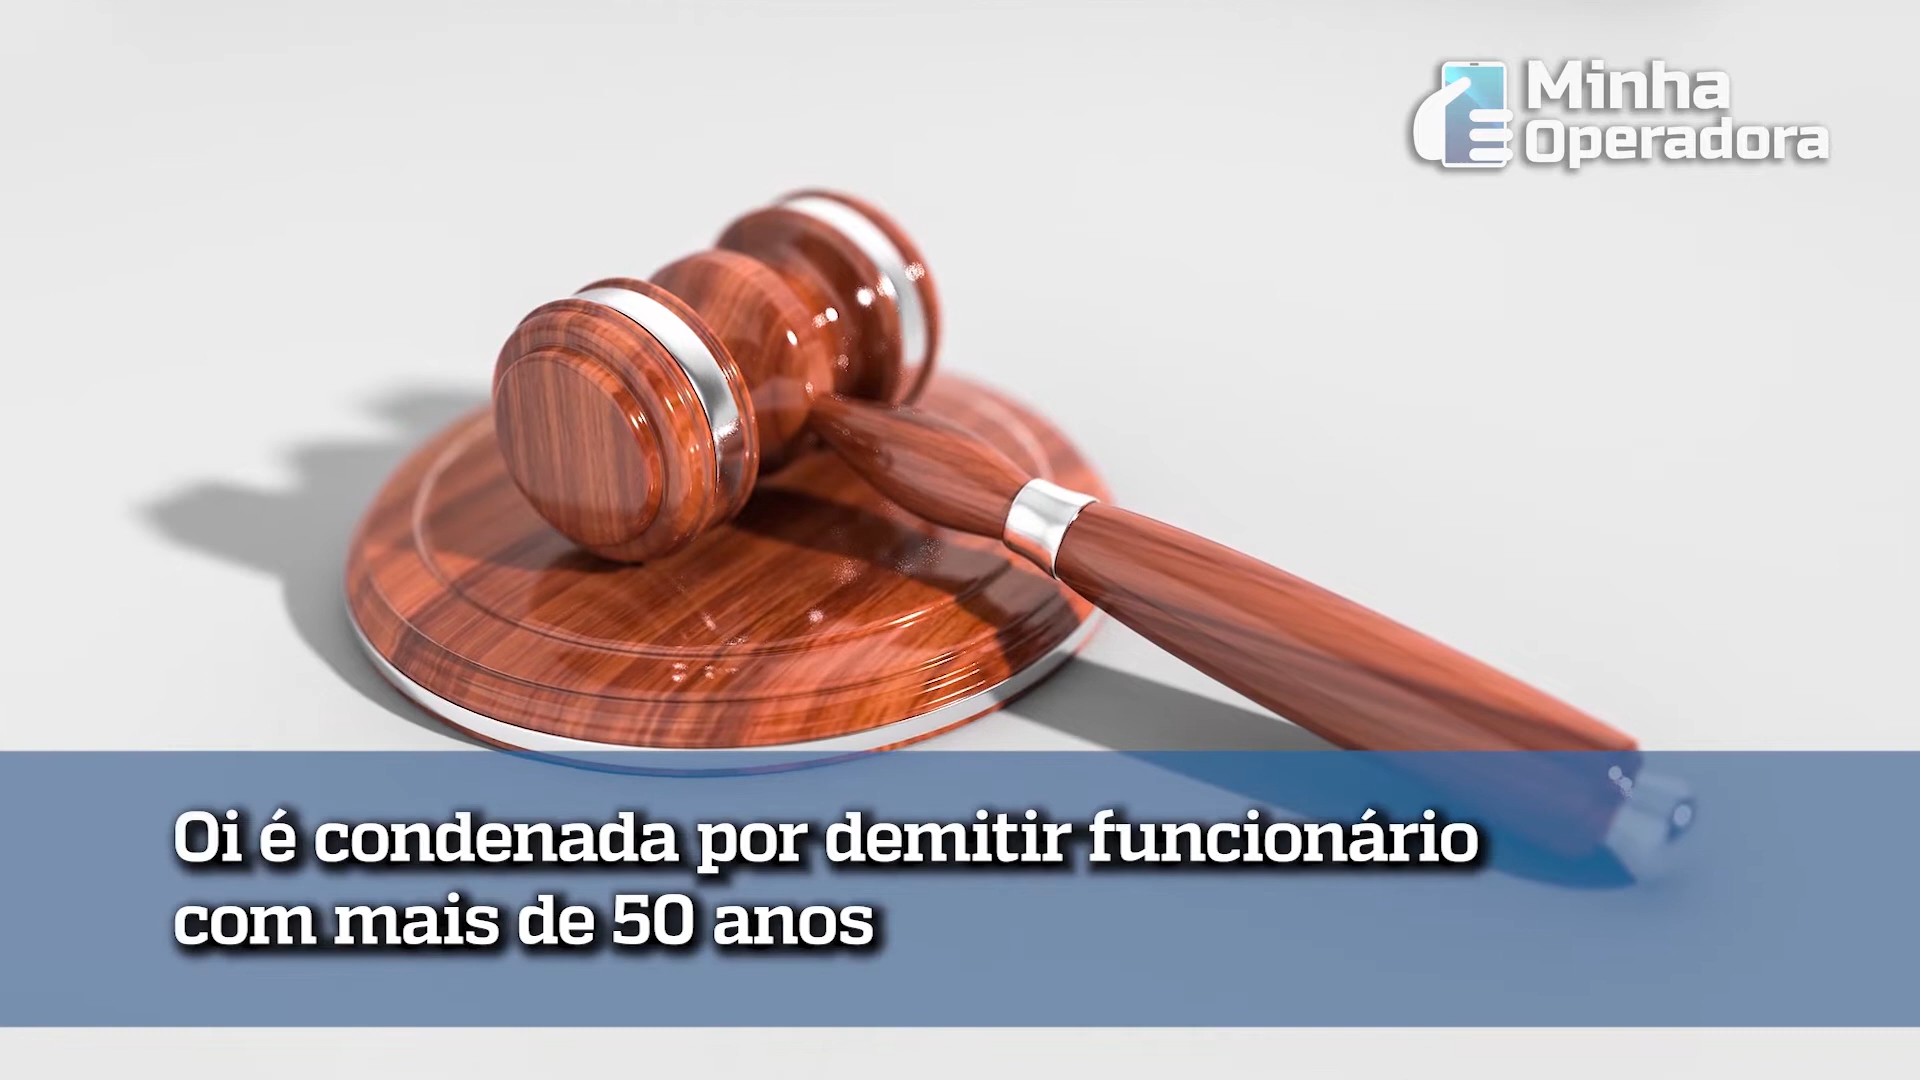 Minha
Operadora
Oi é condenada por demitir funcionário
com mais de 50 anos